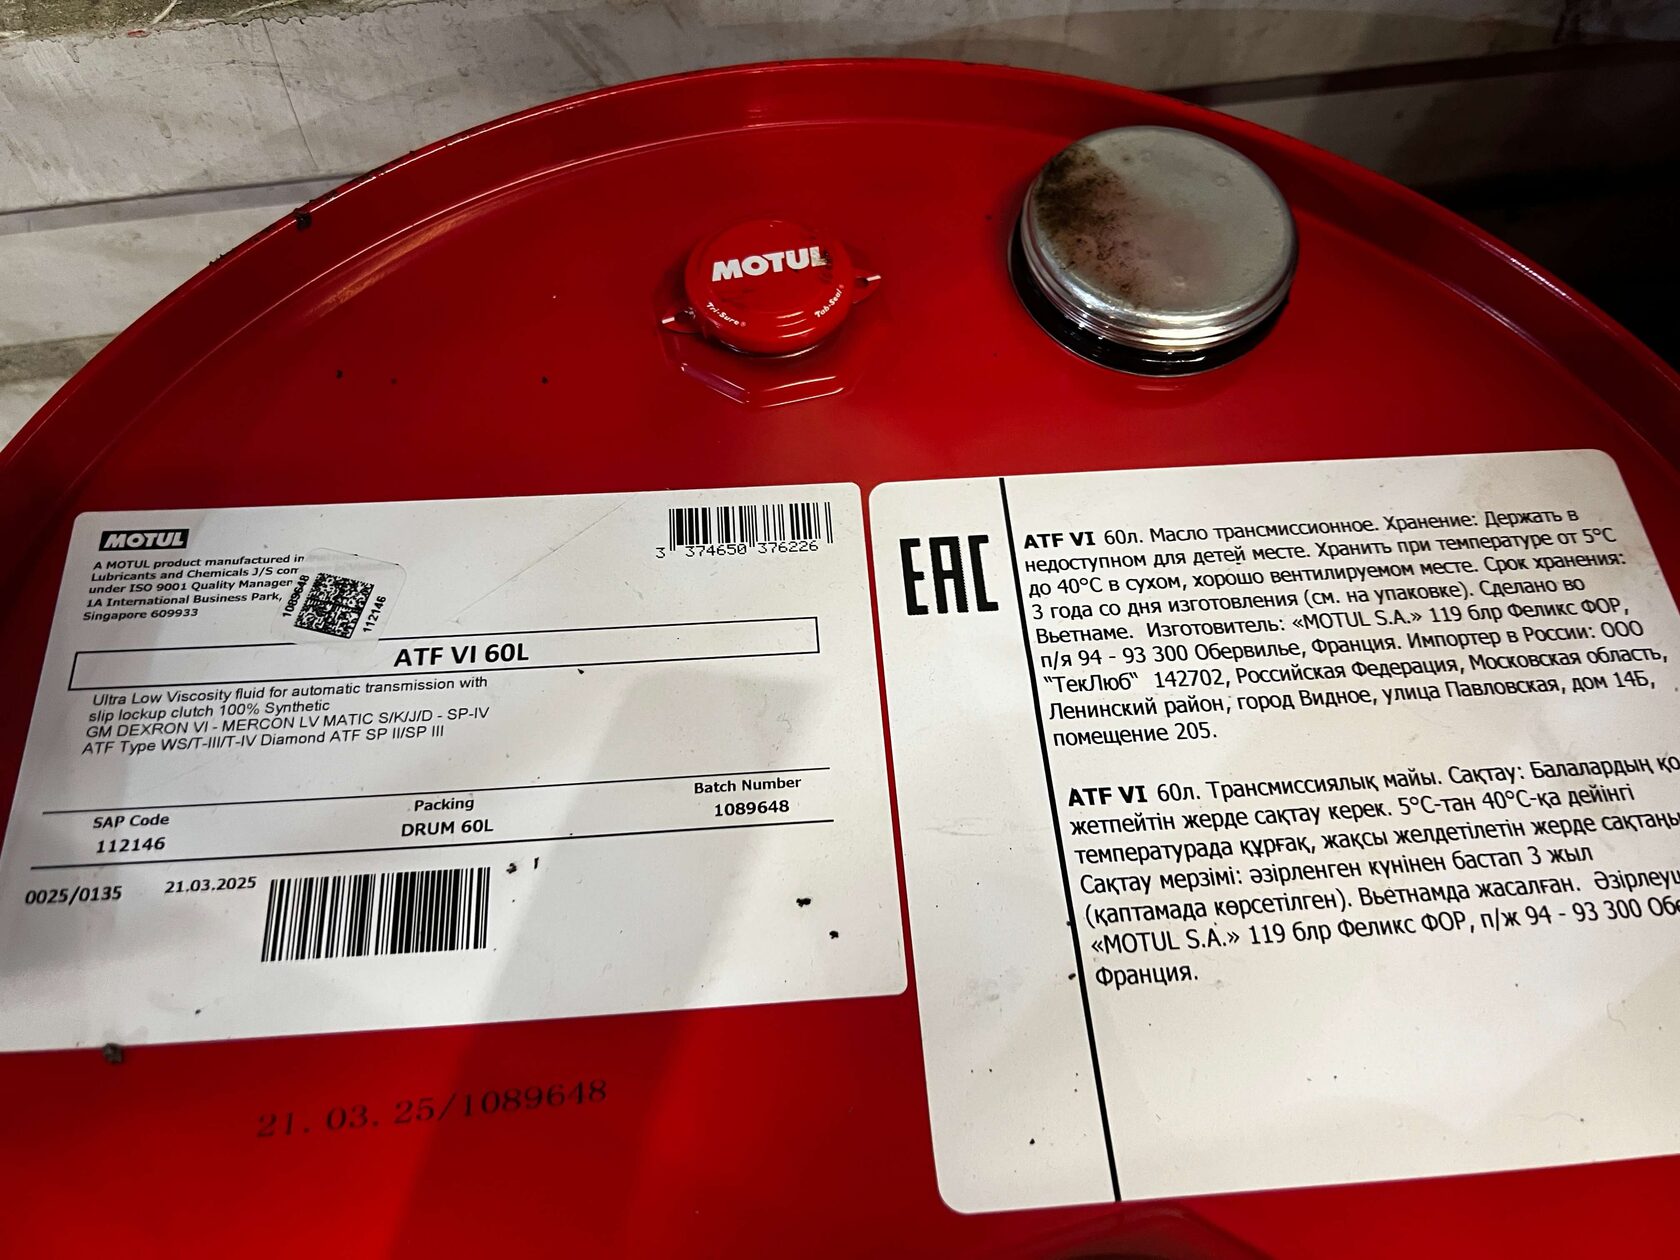 MOTUL
Tri-Sure®
Tab-Seal®
MOTUL
3 374650 376226
A MOTUL product manufactured in
Lubricants and Chemicals J/S
under ISO 9001 Quality
1A International Business Park,
Singapore 609933
1089648
112146
ATF VI 60L
Ultra Low Viscosity fluid for automatic transmission with
slip lockup clutch 100% Synthetic
GM DEXRON VI - MERCON LV MATIC S/K/J/D - SP-IV
ATF Type WS/T-III/T-IV Diamond ATF SP II/SP III
SAP Code
112146
Packing
DRUM 60L
Batch Number
1089648
0025/0135
21.03.2025
21. 03. 25/1089648
EAC
ATF VI 60л. Масло трансмиссионное. Хранение: Держать в
недоступном для детей месте. Хранить при температуре от 5°C
до 40°C в сухом, хорошо вентилируемом месте. Срок хранения:
3 года со дня изготовления (см. на упаковке). Сделано во
Вьетнаме. Изготовитель: «MOTUL S.A.» 119 блр Феликс ФОР,
п/я 94 - 93 300 Обервилье, Франция. Импортер в России: ООО
"ТекЛюб" 142702, Российская Федерация, Московская область,
Ленинский район, город Видное, улица Павловская, дом 14Б,
помещение 205.
ATF VI 60л. Трансмиссиялық майы. Сақтау: Балалардың
жетпейтін жерде сақтау керек. 5°C-тан 40°C-қа дейінгі
температурада құрғақ, жақсы желдетілетін жерде
Сақтау мерзімі: әзірленген күнінен бастап 3 жыл
(қаптамада көрсетілген). Вьетнамда жасалған.
«MOTUL S.A.» 119 блр Феликс ФОР, п/ж 94 - 93 300
Франция.